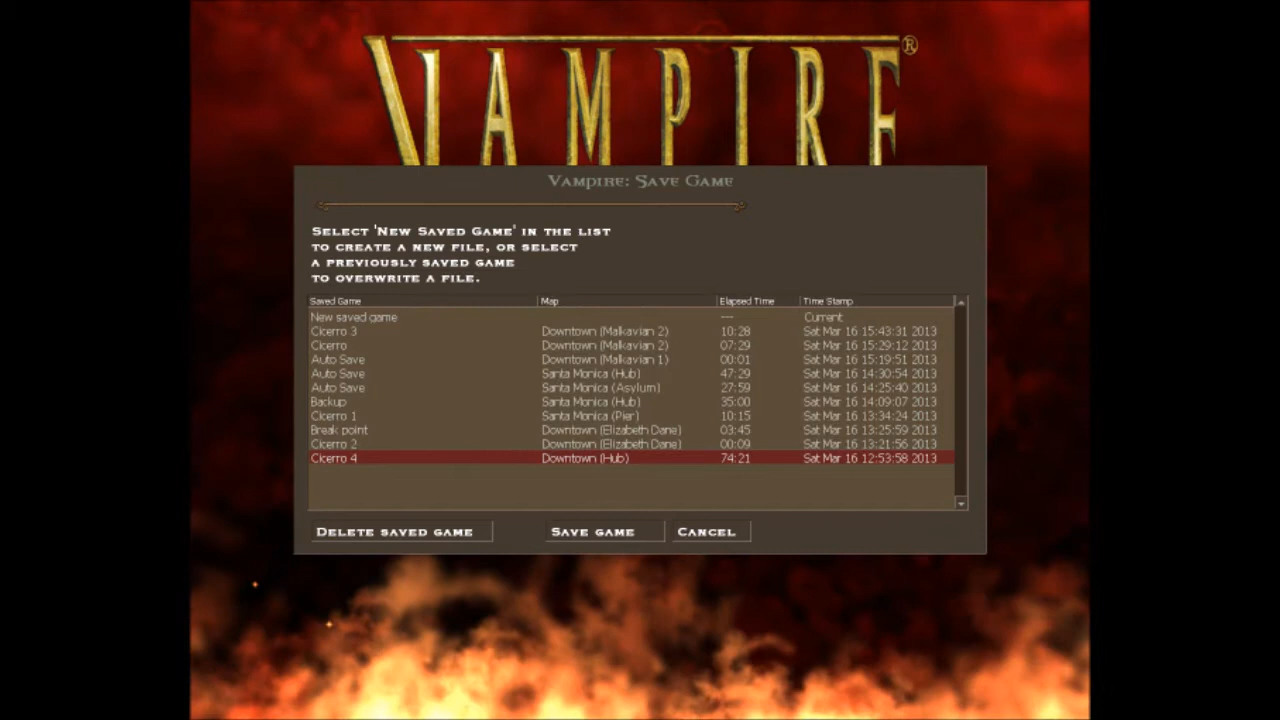 VAMPIRE®
Vampire: Save Game
Select 'New Saved Game' in the list
to create a new file, or select
a previously saved game
to overwrite a file.
Saved Game Map Elapsed Time Time Stamp
New saved game --- Current
Cicerro 3 Downtown (Malkavian 2) 10:28 Sat Mar 16 15:43:31 2013
Cicerro Downtown (Malkavian 2) 07:29 Sat Mar 16 15:29:12 2013
Auto Save Downtown (Malkavian 1) 00:01 Sat Mar 16 15:19:51 2013
Auto Save Santa Monica (Hub) 47:29 Sat Mar 16 14:30:54 2013
Auto Save Santa Monica (Asylum) 27:59 Sat Mar 16 14:25:40 2013
Backup Santa Monica (Hub) 35:00 Sat Mar 16 14:09:07 2013
Cicerro 1 Santa Monica (Pier) 10:15 Sat Mar 16 13:34:24 2013
Break point Downtown (Elizabeth Dane) 03:45 Sat Mar 16 13:25:59 2013
Cicerro 2 Downtown (Elizabeth Dane) 00:09 Sat Mar 16 13:21:56 2013
Cicerro 4 Downtown (Hub) 74:21 Sat Mar 16 12:53:58 2013
Delete saved game Save game Cancel